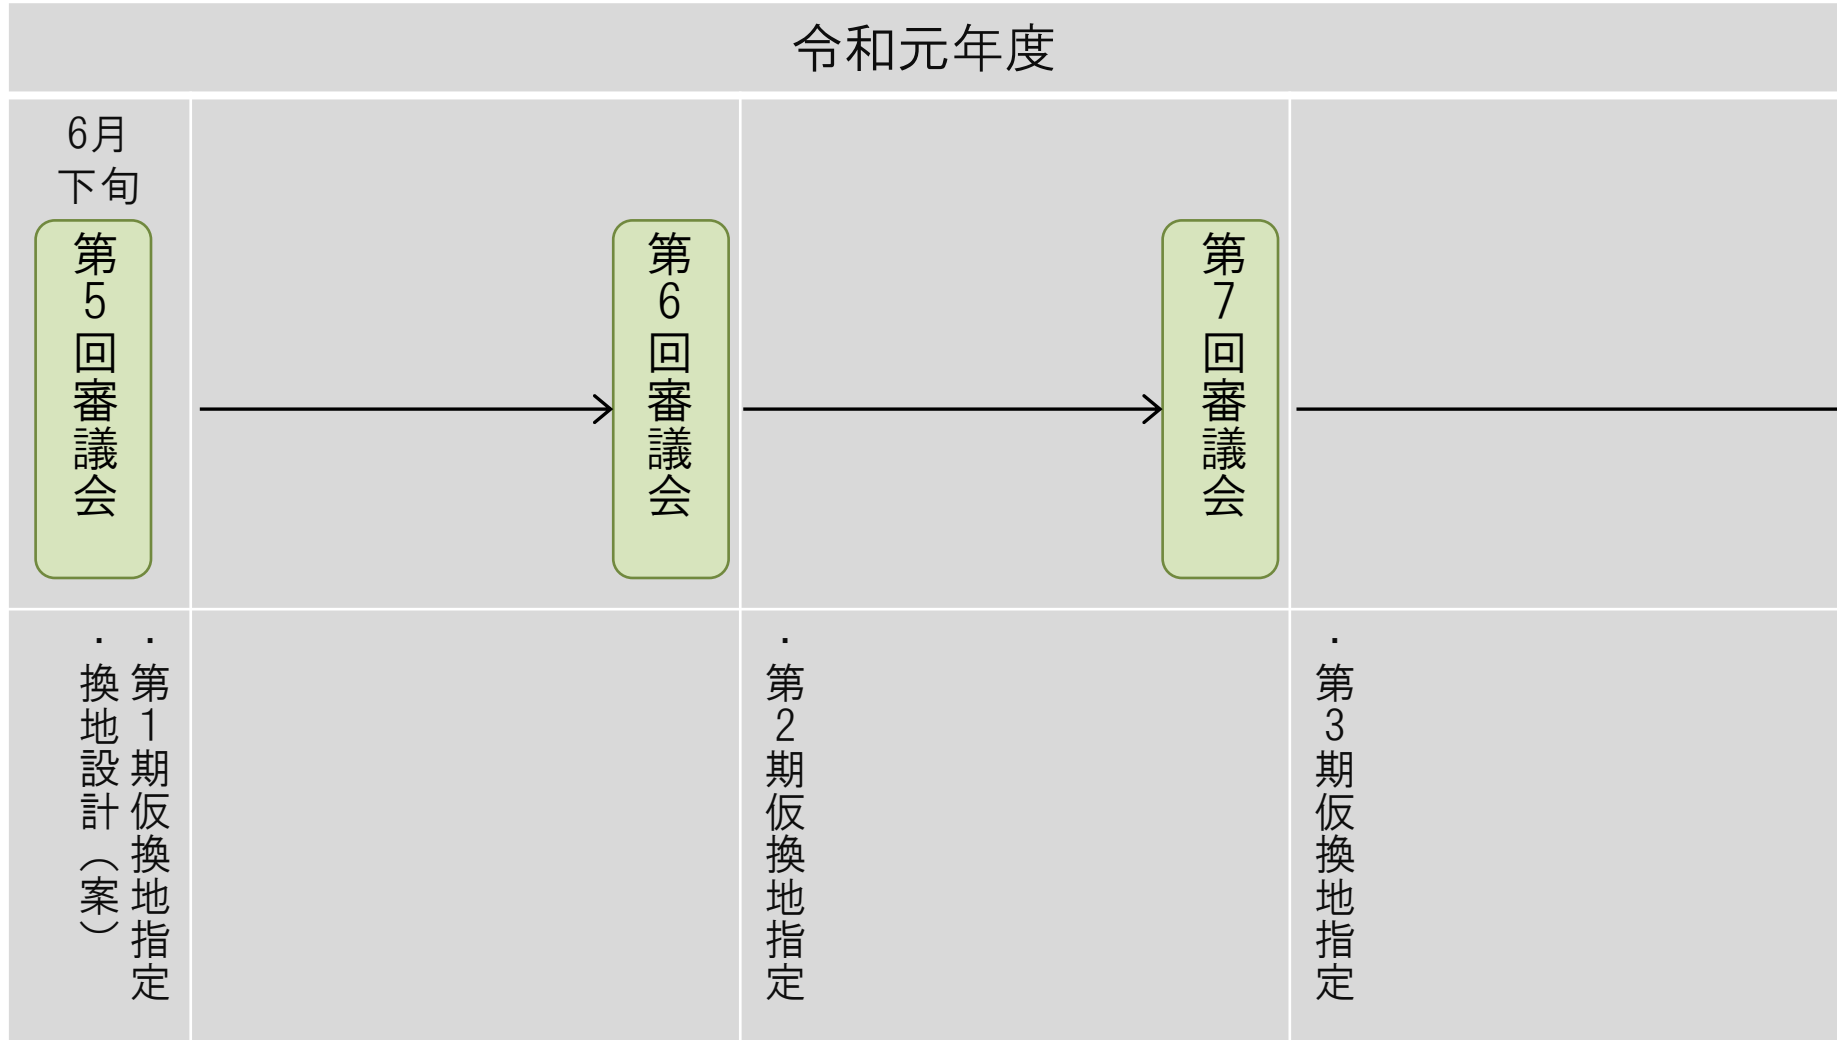 令和元年度
6月
下旬
第5回審議会
第6回審議会
第7回審議会
・第1期仮換地指定
・換地設計（案）
・第2期仮換地指定
・第3期仮換地指定